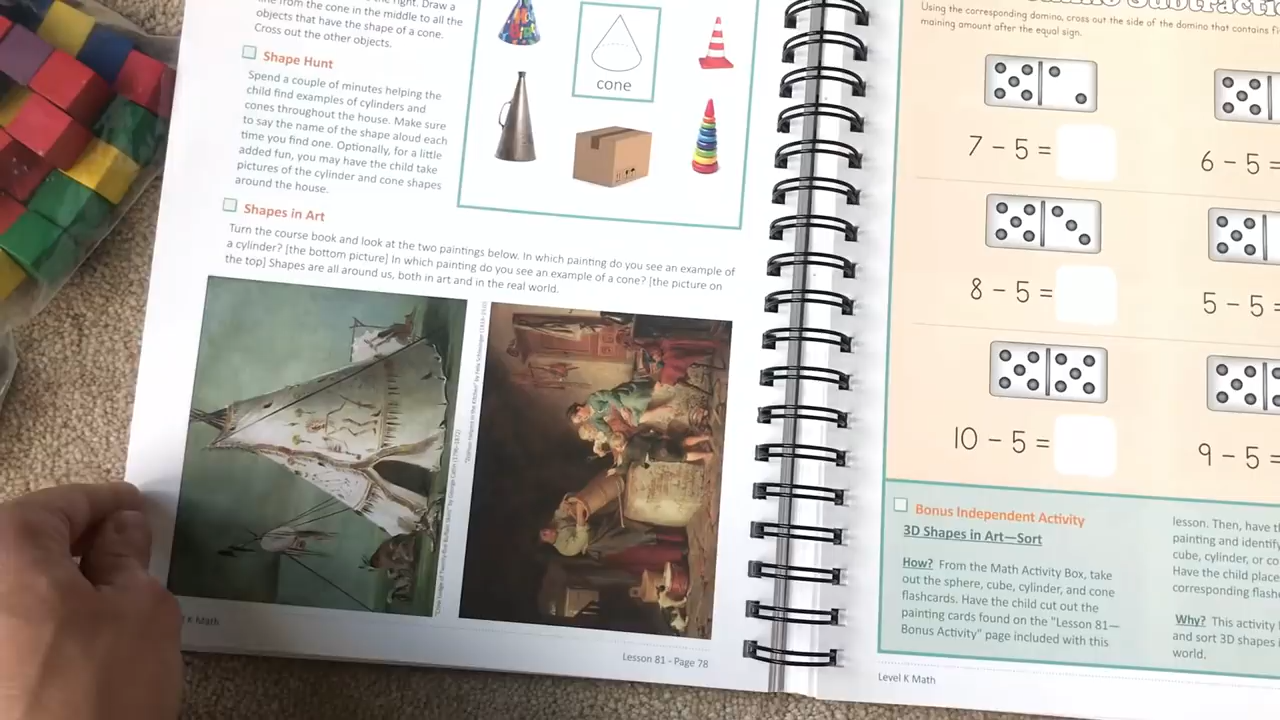 the right. Draw a
from the cone in the middle to all the
objects that have the shape of a cone.
Cross out the other objects.
Shape Hunt
Spend a couple of minutes helping the
child find examples of cylinders and
cones throughout the house. Make sure
to say the name of the shape aloud each
time you find one. Optionally, for a little
added fun, you may have the child take
pictures of the cylinder and cone shapes
around the house.
cone
Shapes in Art
Turn the course book and look at the two paintings below. In which painting do you see an example of
a cylinder? [the bottom picture] In which painting do you see an example of a cone? [the picture on
the top] Shapes are all around us, both in art and in the real world.
K Math
Lesson 81 - Page 78
Subtracti
Using the corresponding domino, cross out the side of the domino that contains fi
maining amount after the equal sign.
7 − 5 =
6 − 5 =
8 − 5 =
5 − 5 =
10 − 5 =
9 − 5 =
Bonus Independent Activity
3D Shapes in Art—Sort
How? From the Math Activity Box, take
out the sphere, cube, cylinder, and cone
flashcards. Have the child cut out the
painting cards found on the "Lesson 81—
Bonus Activity" page included with this
lesson. Then, have t
painting and identify
cube, cylinder, or co
Have the child place
corresponding flash
Why? This activity
and sort 3D shapes
world.
Level K Math